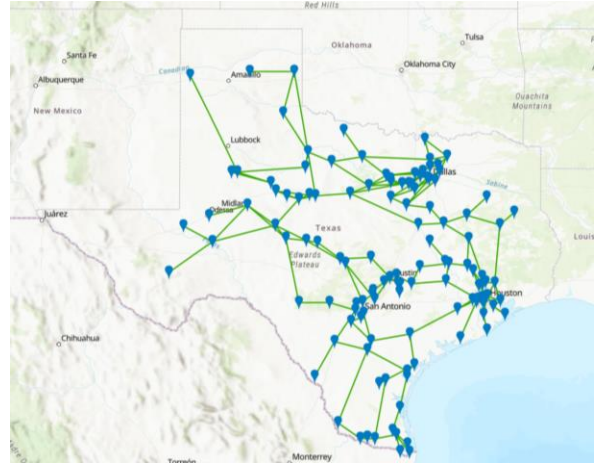 Red Hills
Tulsa
Santa Fe
Oklahoma
Canadian
Oklahoma City
Albuquerque
Amarillo
New Mexico
Ouachita
Mountains
Lubbock
Dallas
Sabine
Midland
Odessa
Juárez
Texas
Edwards
Plateau
Austin
Houston
San Antonio
Chihuahua
Monterrey
Torreón